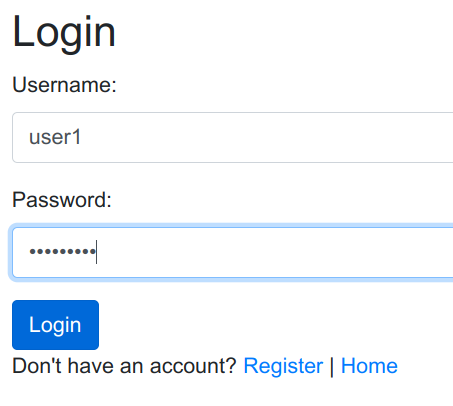 Login
Username:
user1
Password:
•••••••••
Login
Don't have an account? Register | Home